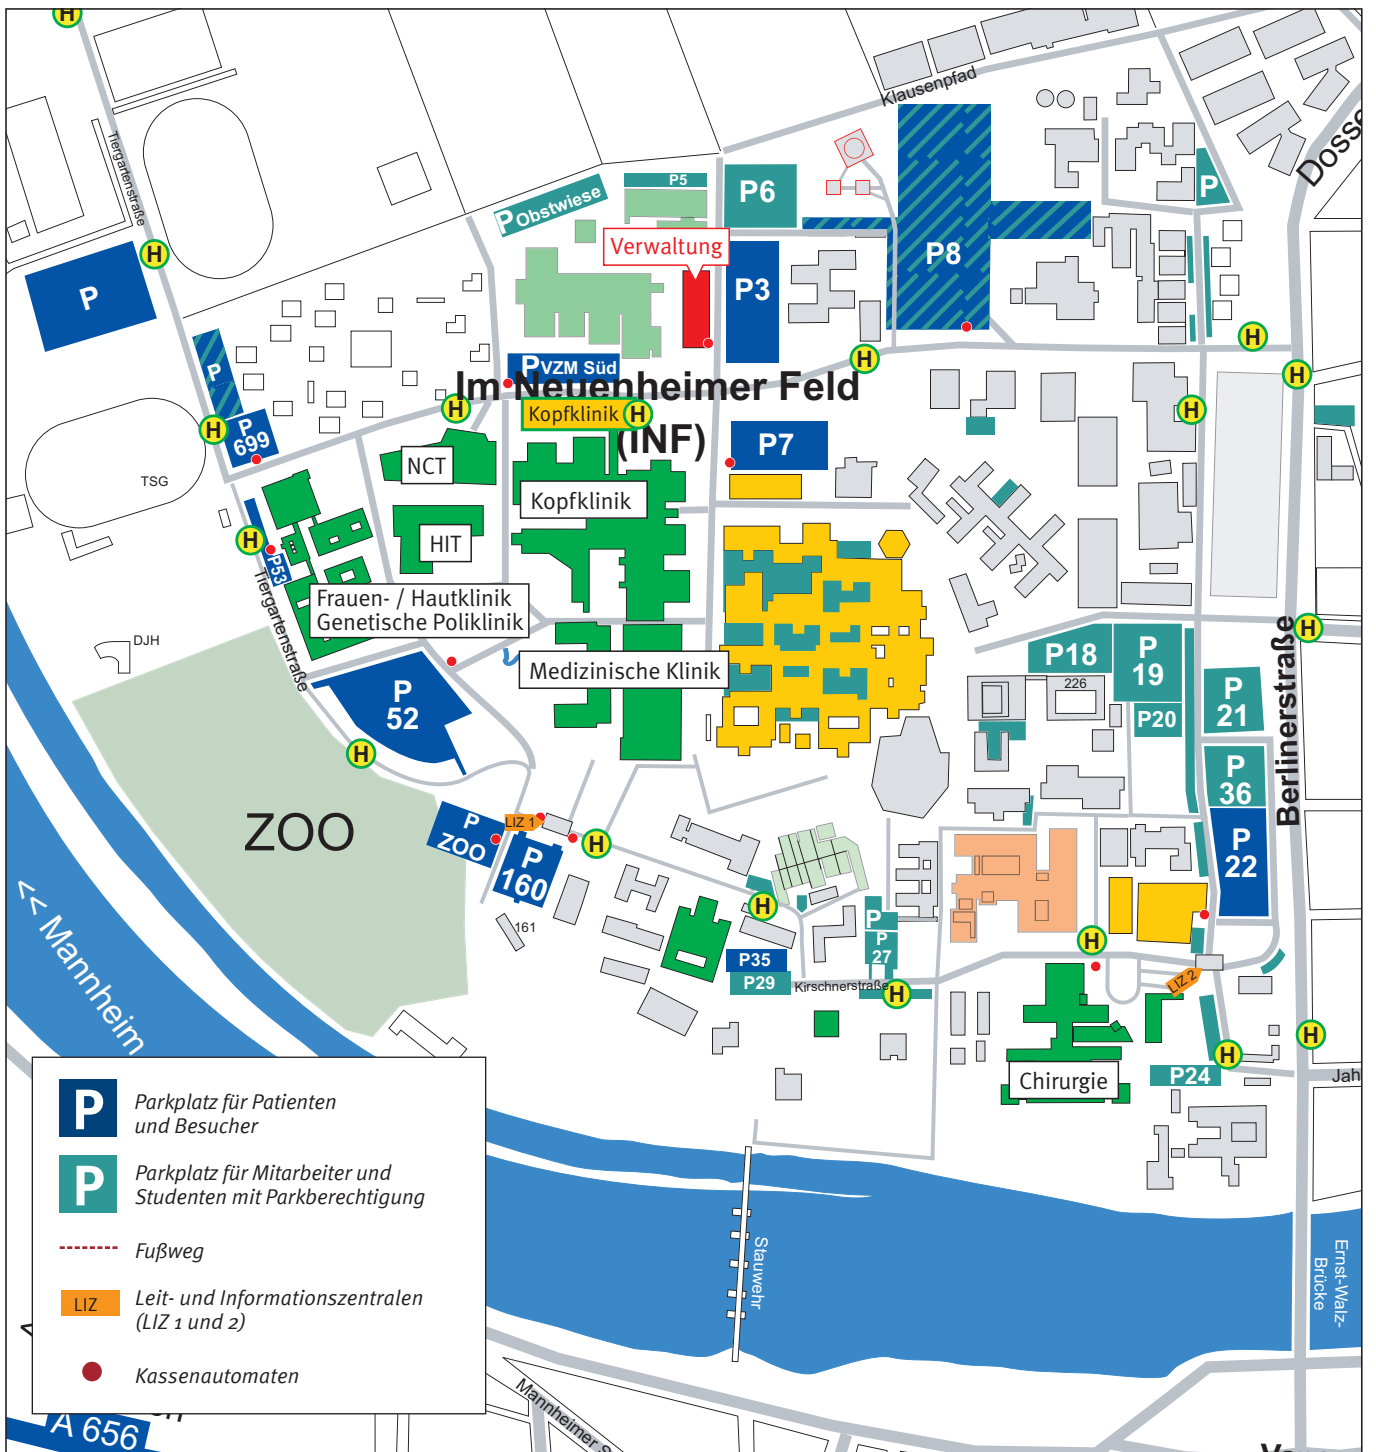 H
Klausenpfad
Dosse
Tiergartenstraße
P5
P Obstwiese
P6
P
H
Verwaltung
P8
P
P3
H
P VZM Süd
H
P
Im Neuenheimer Feld
H
H
Kopfklinik H
H
(INF)
H
P
699
P7
NCT
TSG
Kopfklinik
H
HIT
P53
Frauen- / Hautklinik
Genetische Poliklinik
Tiergartenstraße
H
DJH
P18
P
19
Medizinische Klinik
226
P
52
P
21
P20
Berlinerstraße
H
P
36
ZOO
P
ZOO
LIZ 1
H
P
160
P
22
<< Mannheim
H
P
161
P
27
H
P35
P29
Kirschnerstraße
H
LIZ 2
H
H
Chirurgie
P24
Jah
P
Parkplatz für Patienten
und Besucher
P
Parkplatz für Mitarbeiter und
Studenten mit Parkberechtigung
Fußweg
LIZ
Leit- und Informationszentralen
(LIZ 1 und 2)
Kassenautomaten
Stauwehr
Ernst-Walz-
Brücke
A 656
Mannheimer S